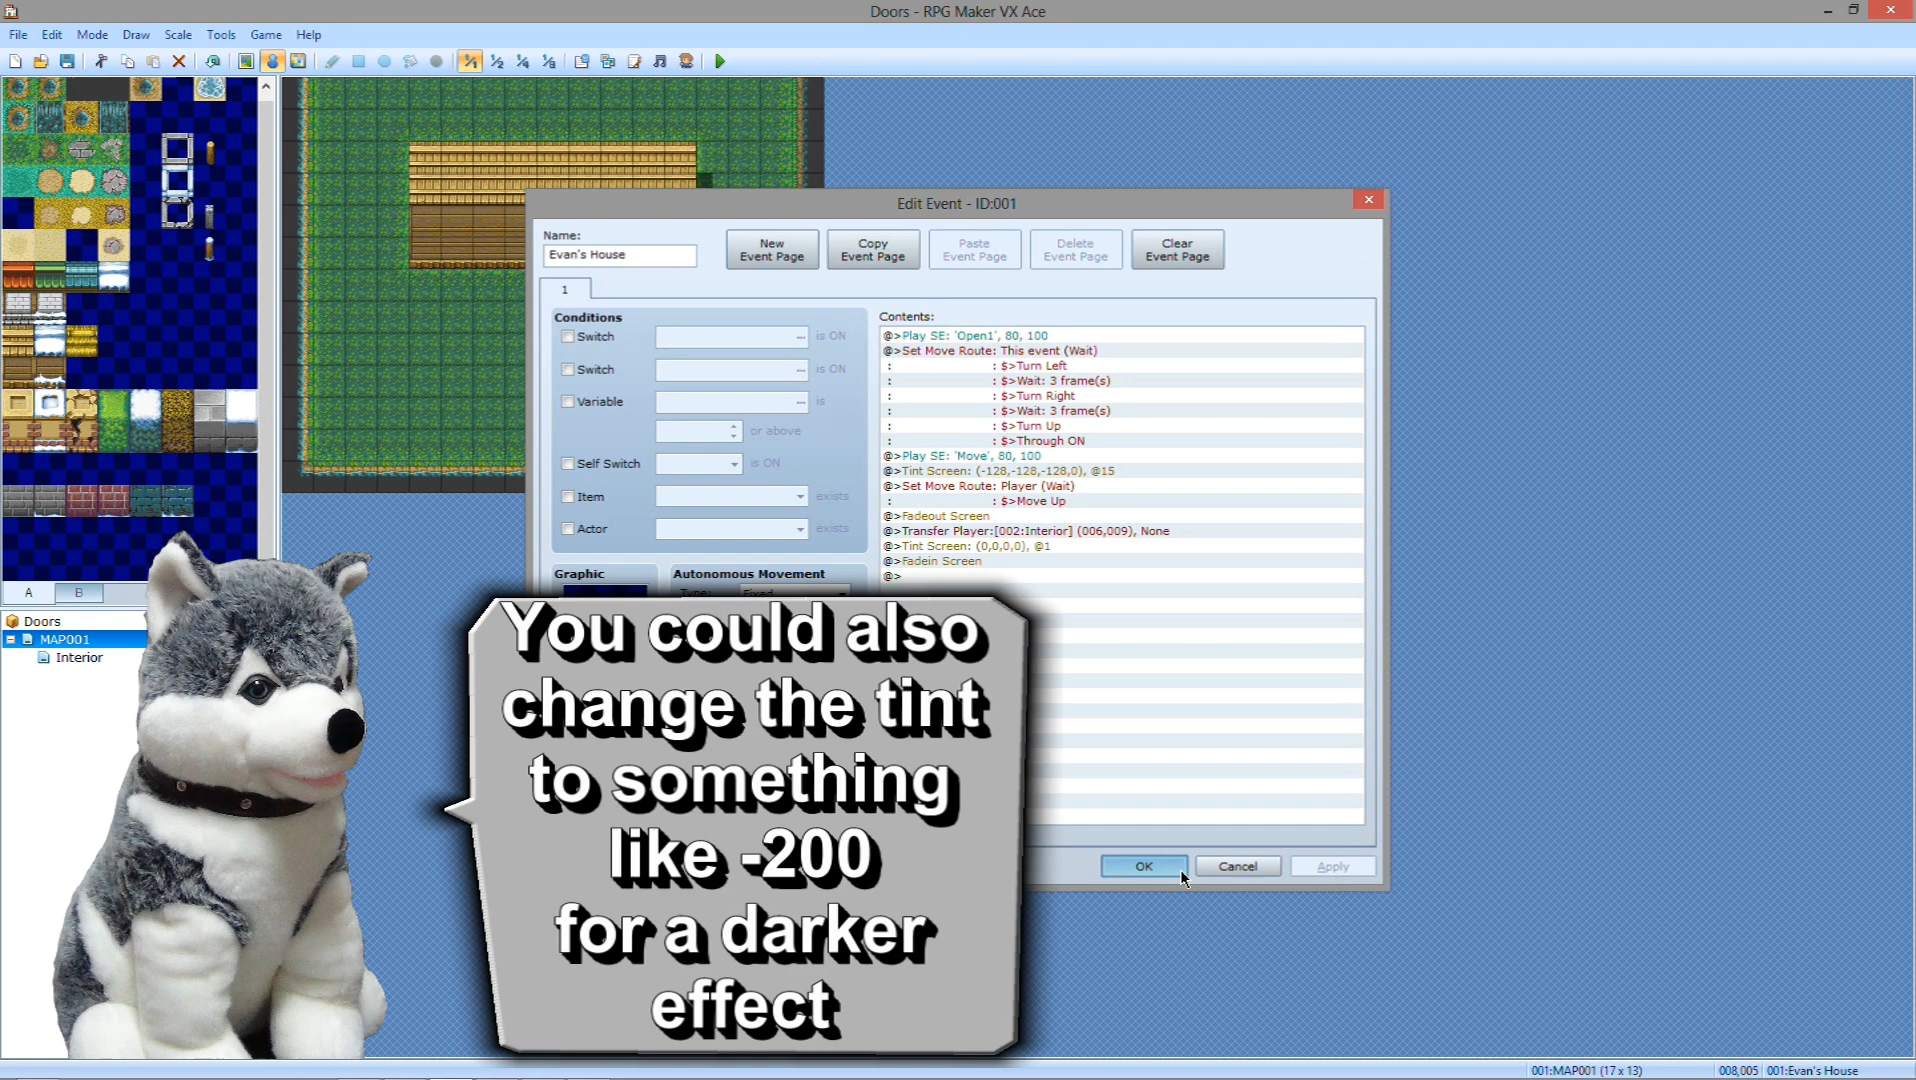 Doors - RPG Maker VX Ace
File Edit Mode Draw Scale Tools Game Help
Edit Event - ID:001
Name:
Evan's House
New Event Page
Copy Event Page
Paste Event Page
Delete Event Page
Clear Event Page
1
Conditions
Switch ... is ON
Switch ... is ON
Variable ... is
or above
Self Switch is ON
Item exists
Actor exists
Graphic
Autonomous Movement
Type: Fixed
Contents:
@>Play SE: 'Open1', 80, 100
@>Set Move Route: This event (Wait)
: : $>Turn Left
: : $>Wait: 3 frame(s)
: : $>Turn Right
: : $>Wait: 3 frame(s)
: : $>Turn Up
: : $>Through ON
@>Play SE: 'Move', 80, 100
@>Tint Screen: (-128,-128,-128,0), @15
@>Set Move Route: Player (Wait)
: : $>Move Up
@>Fadeout Screen
@>Transfer Player:[002:Interior] (006,009), None
@>Tint Screen: (0,0,0,0), @1
@>Fadein Screen
@>
OK Cancel Apply
A B
Doors
MAP001
Interior
You could also
change the tint
to something
like -200
for a darker
effect
001:MAP001 (17 x 13) 008,005 001:Evan's House